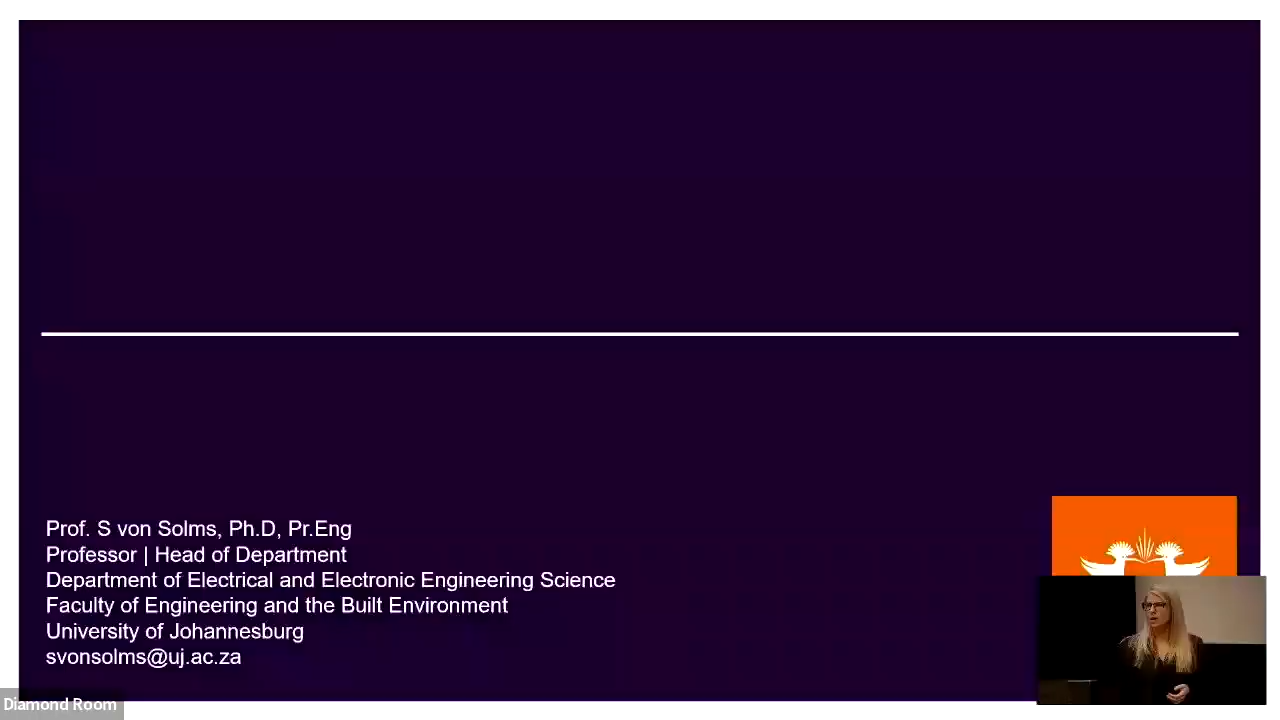 Prof. S von Solms, Ph.D, Pr.Eng
Professor | Head of Department
Department of Electrical and Electronic Engineering Science
Faculty of Engineering and the Built Environment
University of Johannesburg
svonsolms@uj.ac.za
Diamond Room